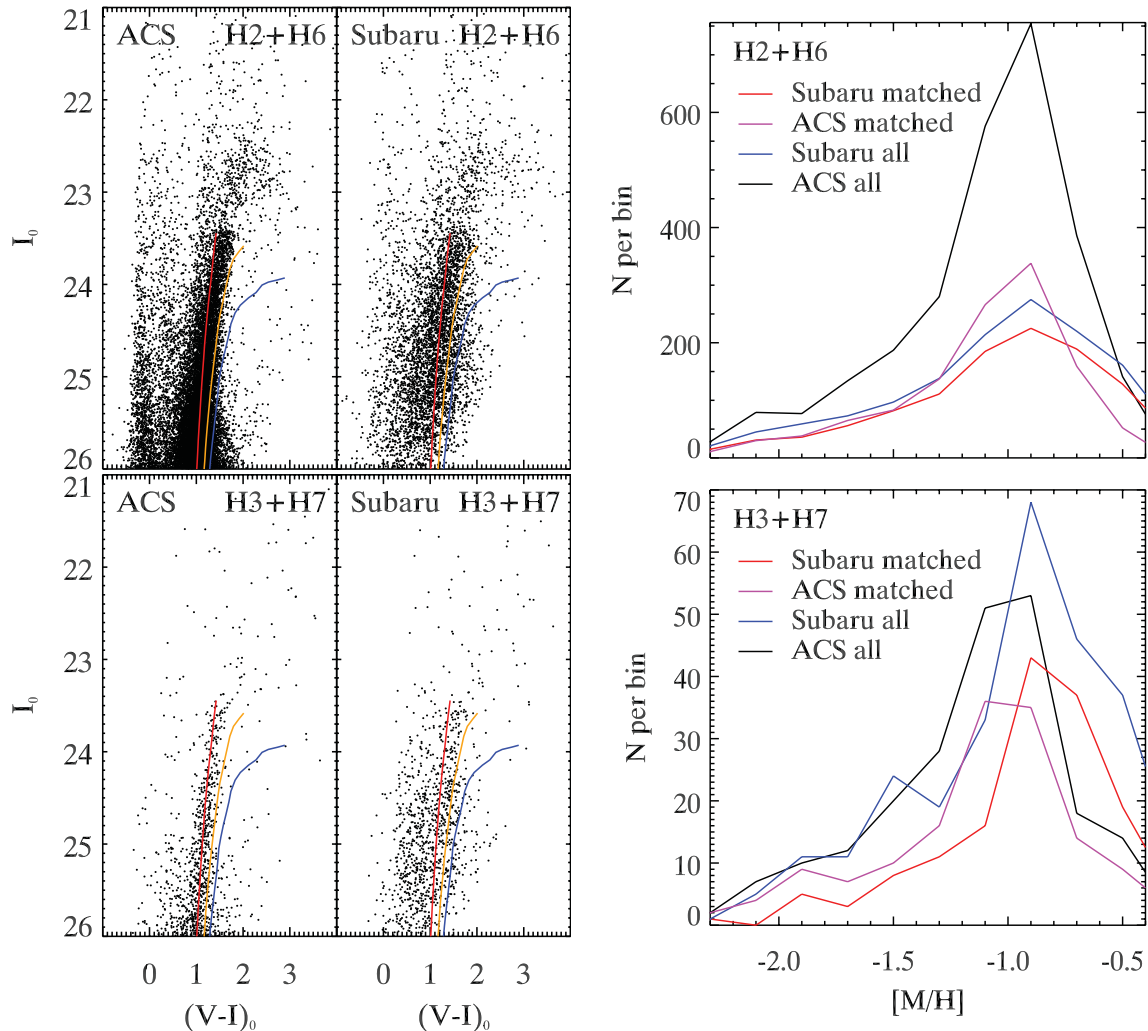 ACS H2+H6
Subaru H2+H6
21
22
23
24
25
26
I₀
ACS H3+H7
Subaru H3+H7
21
22
23
24
25
26
I₀
0 1 2 3
0 1 2 3
(V-I)₀
(V-I)₀
H2+H6
Subaru matched
ACS matched
Subaru all
ACS all
600
400
200
0
N per bin
H3+H7
Subaru matched
ACS matched
Subaru all
ACS all
70
60
50
40
30
20
10
0
N per bin
-2.0 -1.5 -1.0 -0.5
[M/H]